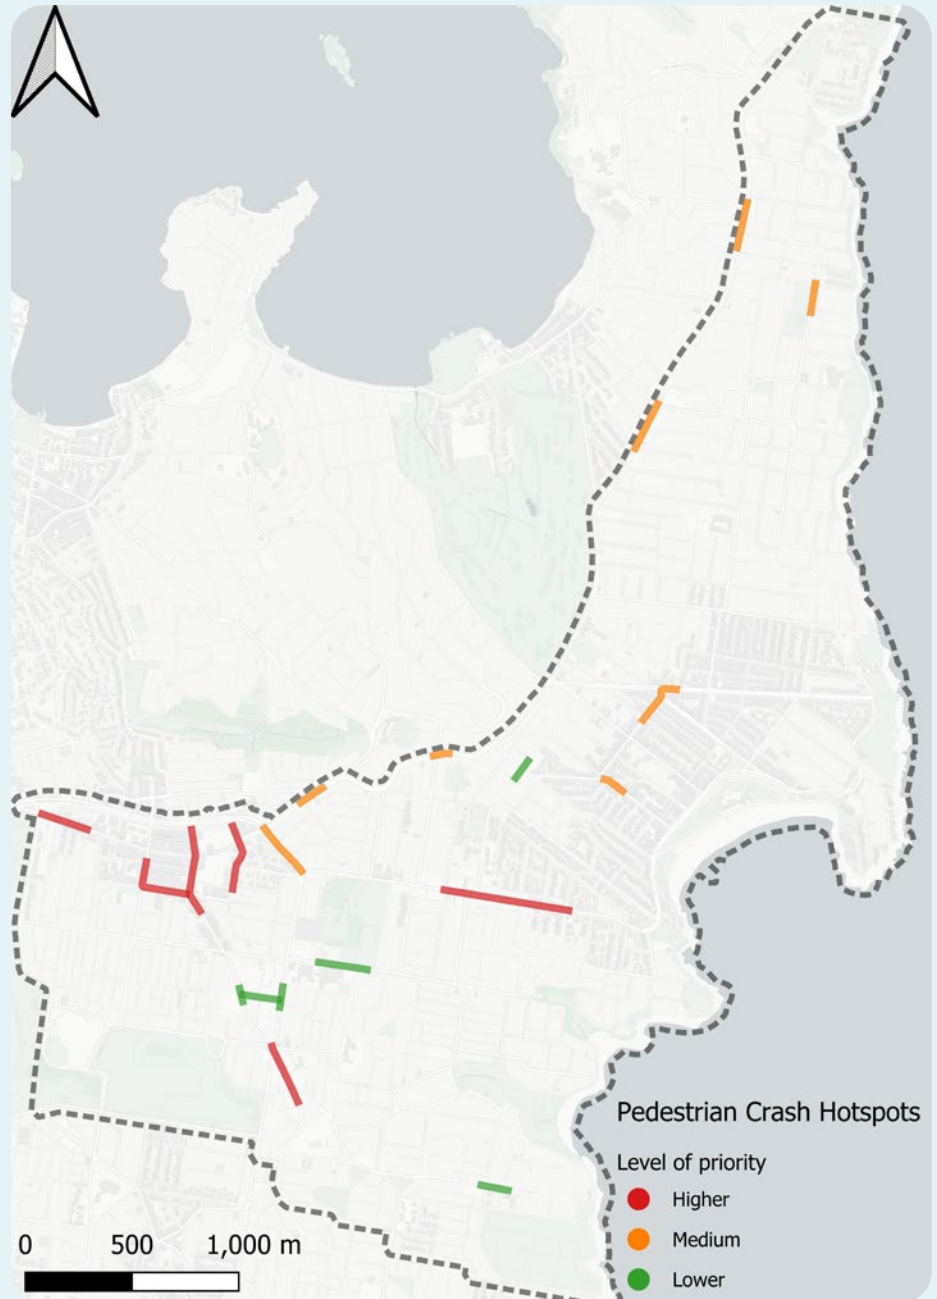 Pedestrian Crash Hotspots
Level of priority
Higher
Medium
Lower
0 500 1,000 m